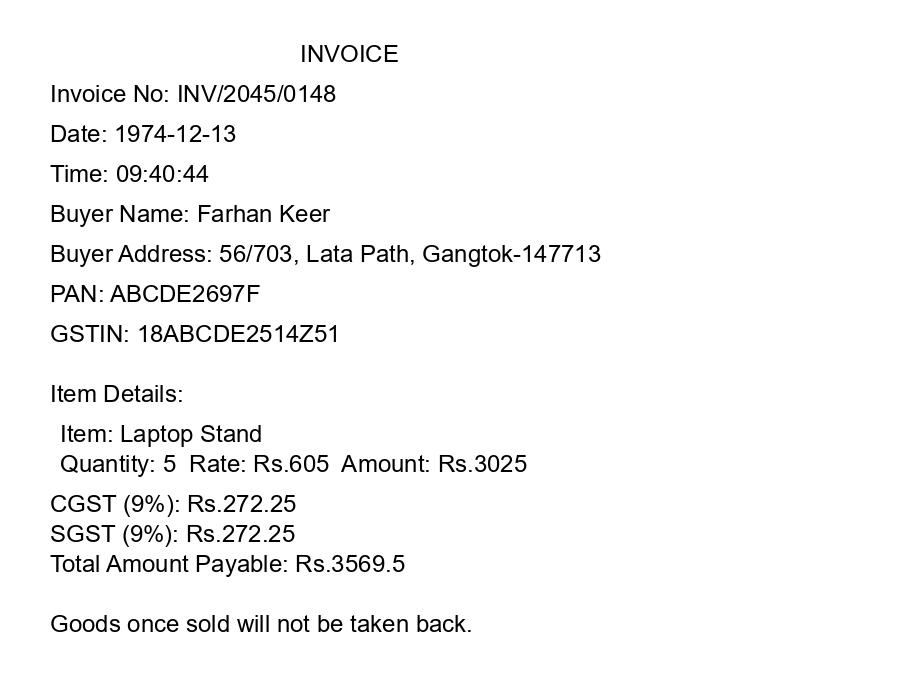 INVOICE
Invoice No: INV/2045/0148
Date: 1974-12-13
Time: 09:40:44
Buyer Name: Farhan Keer
Buyer Address: 56/703, Lata Path, Gangtok-147713
PAN: ABCDE2697F
GSTIN: 18ABCDE2514Z51
Item Details:
Item: Laptop Stand
Quantity: 5 Rate: Rs.605 Amount: Rs.3025
CGST (9%): Rs.272.25
SGST (9%): Rs.272.25
Total Amount Payable: Rs.3569.5
Goods once sold will not be taken back.